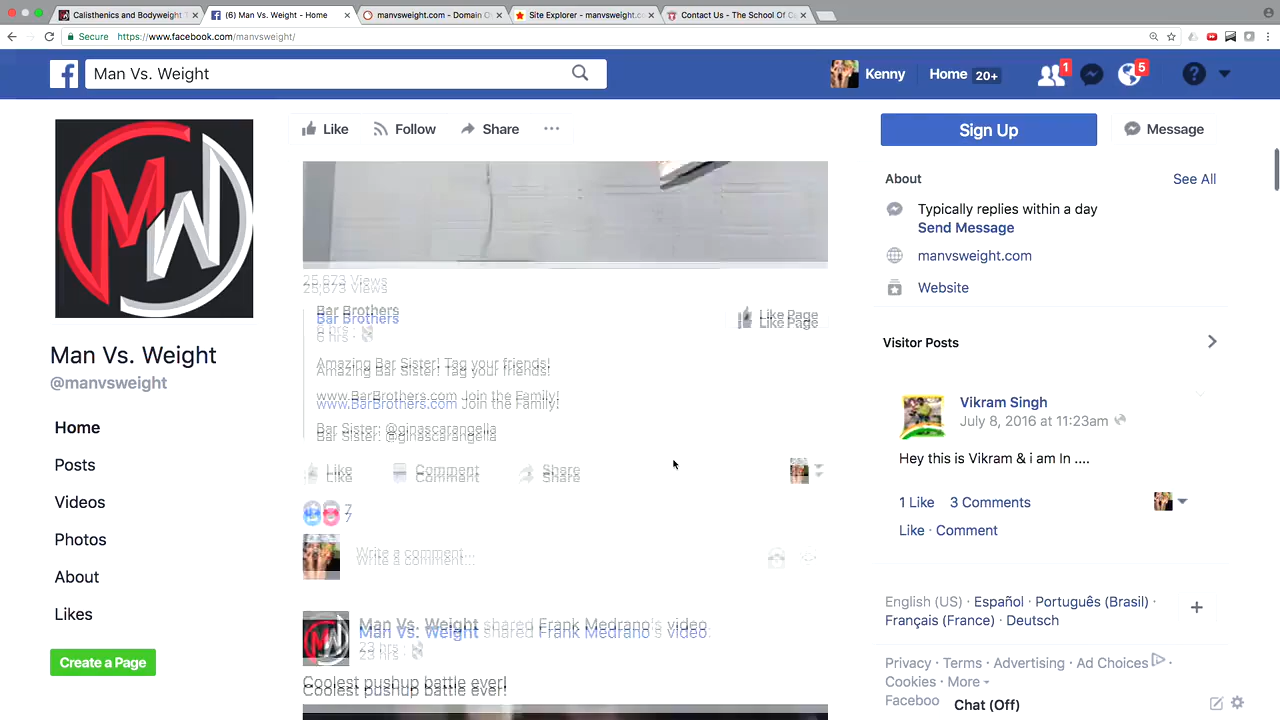 Calisthenics and Bodyweight T
(6) Man Vs. Weight - Home
manvsweight.com - Domain O
Site Explorer - manvsweight.c
Contact Us - The School Of C
Secure
https://www.facebook.com/manvsweight/
Man Vs. Weight
Kenny
Home 20+
1
5
MW
Man Vs. Weight
@manvsweight
Home
Posts
Videos
Photos
About
Likes
Create a Page
Like
Follow
Share
25,673 Views
Bar Brothers
6 hrs ·
Like Page
Amazing Bar Sister! Tag your friends!
www.BarBrothers.com Join the Family!
Bar Sister: @ginascarangella
Like Comment Share
7
Write a comment...
Man Vs. Weight shared Frank Medrano's video.
23 hrs ·
Coolest pushup battle ever!
Sign Up
Message
About
See All
Typically replies within a day
Send Message
manvsweight.com
Website
Visitor Posts
Vikram Singh
July 8, 2016 at 11:23am
Hey this is Vikram & i am In ....
1 Like 3 Comments
Like · Comment
English (US) · Español · Português (Brasil) ·
Français (France) · Deutsch
Privacy · Terms · Advertising · Ad Choices ·
Cookies · More
Faceboo
Chat (Off)